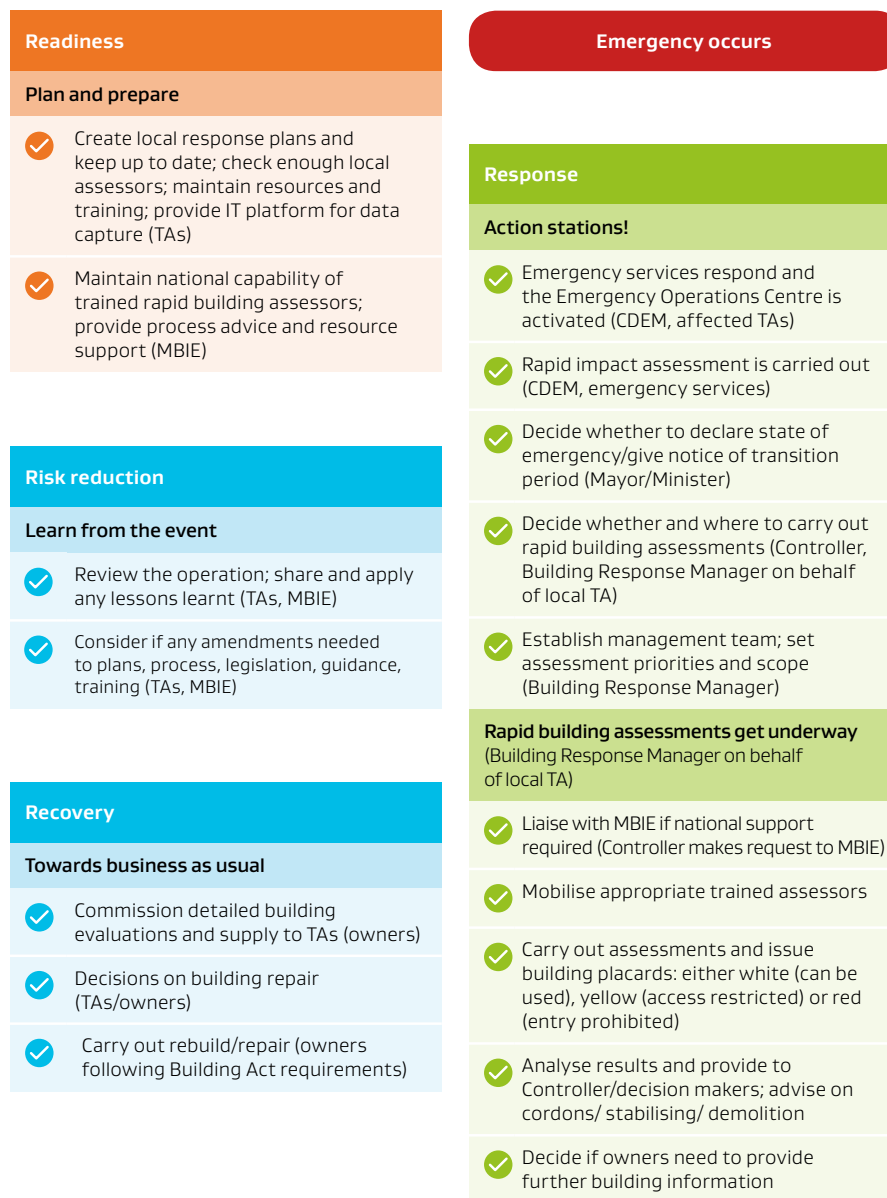 Readiness
Plan and prepare
Create local response plans and
keep up to date; check enough local
assessors; maintain resources and
training; provide IT platform for data
capture (TAs)
Maintain national capability of
trained rapid building assessors;
provide process advice and resource
support (MBIE)
Risk reduction
Learn from the event
Review the operation; share and apply
any lessons learnt (TAs, MBIE)
Consider if any amendments needed
to plans, process, legislation, guidance,
training (TAs, MBIE)
Recovery
Towards business as usual
Commission detailed building
evaluations and supply to TAs (owners)
Decisions on building repair
(TAs/owners)
Carry out rebuild/repair (owners
following Building Act requirements)
Emergency occurs
Response
Action stations!
Emergency services respond and
the Emergency Operations Centre is
activated (CDEM, affected TAs)
Rapid impact assessment is carried out
(CDEM, emergency services)
Decide whether to declare state of
emergency/give notice of transition
period (Mayor/Minister)
Decide whether and where to carry out
rapid building assessments (Controller,
Building Response Manager on behalf
of local TA)
Establish management team; set
assessment priorities and scope
(Building Response Manager)
Rapid building assessments get underway
(Building Response Manager on behalf
of local TA)
Liaise with MBIE if national support
required (Controller makes request to MBIE)
Mobilise appropriate trained assessors
Carry out assessments and issue
building placards: either white (can be
used), yellow (access restricted) or red
(entry prohibited)
Analyse results and provide to
Controller/decision makers; advise on
cordons/ stabilising/ demolition
Decide if owners need to provide
further building information